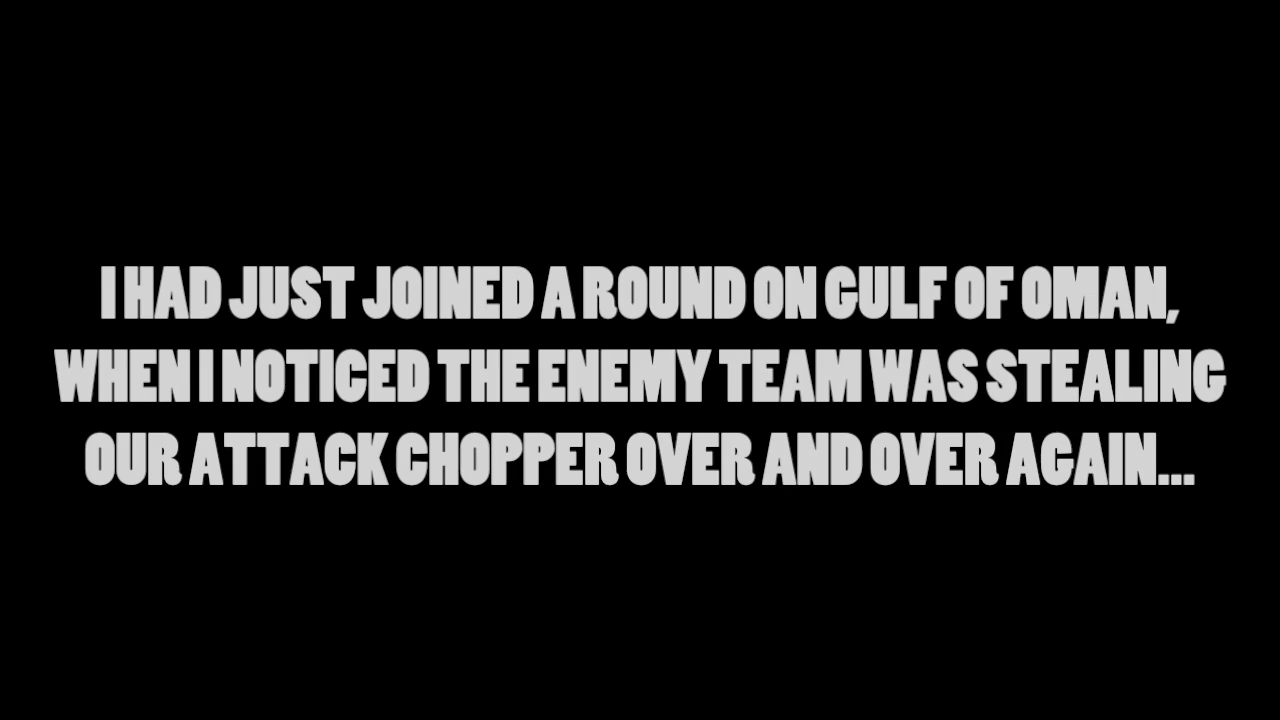 I HAD JUST JOINED A ROUND ON GULF OF OMAN,
WHEN I NOTICED THE ENEMY TEAM WAS STEALING
OUR ATTACK CHOPPER OVER AND OVER AGAIN...